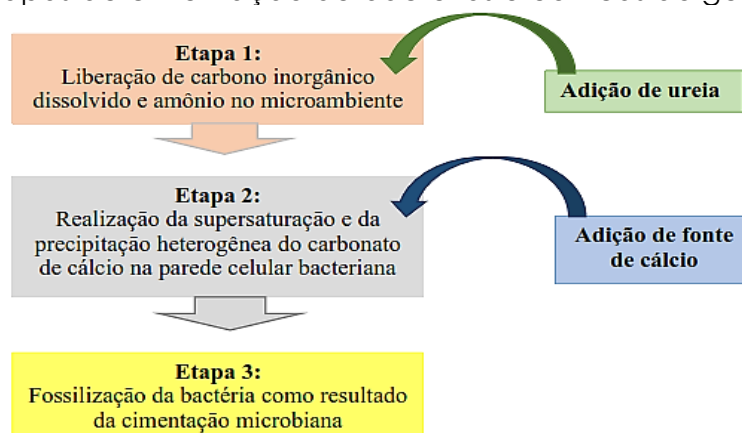 Etapa 1:
Liberação de carbono inorgânico
dissolvido e amônio no microambiente
Adição de ureia
Etapa 2:
Realização da supersaturação e da
precipitação heterogênea do carbonato
de cálcio na parede celular bacteriana
Adição de fonte
de cálcio
Etapa 3:
Fossilização da bactéria como resultado
da cimentação microbiana